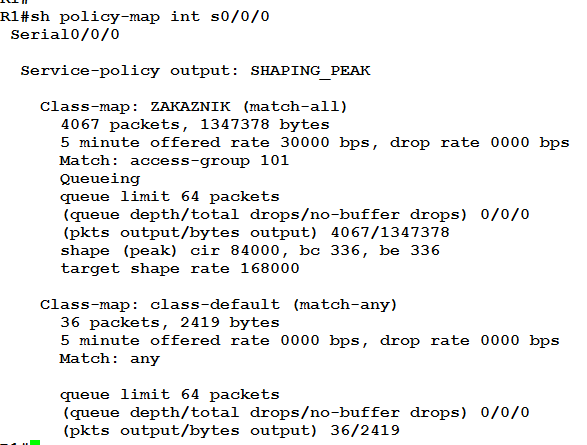 R1#sh policy-map int s0/0/0
Serial0/0/0
Service-policy output: SHAPING_PEAK
Class-map: ZAKAZNIK (match-all)
4067 packets, 1347378 bytes
5 minute offered rate 30000 bps, drop rate 0000 bps
Match: access-group 101
Queueing
queue limit 64 packets
(queue depth/total drops/no-buffer drops) 0/0/0
(pkts output/bytes output) 4067/1347378
shape (peak) cir 84000, bc 336, be 336
target shape rate 168000
Class-map: class-default (match-any)
36 packets, 2419 bytes
5 minute offered rate 0000 bps, drop rate 0000 bps
Match: any
queue limit 64 packets
(queue depth/total drops/no-buffer drops) 0/0/0
(pkts output/bytes output) 36/2419